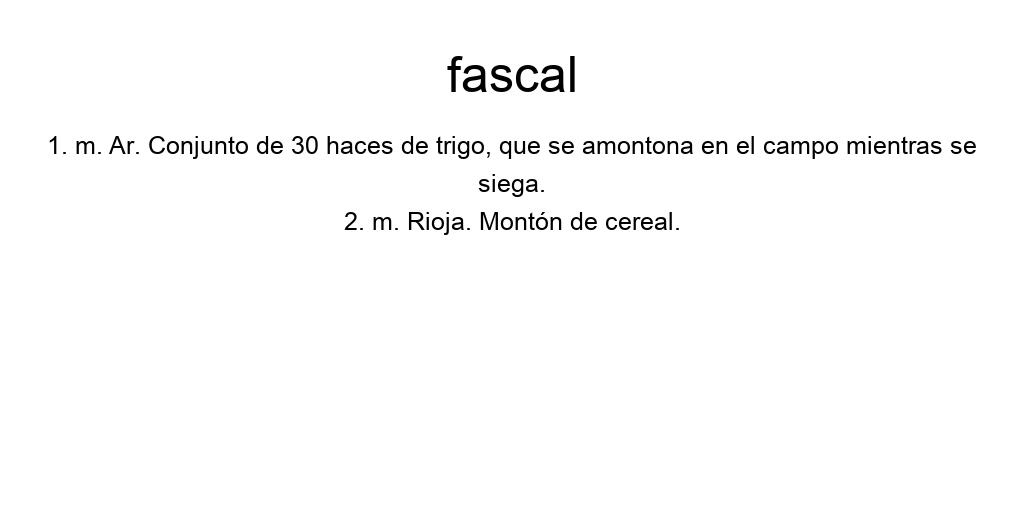 fascal
1. m. Ar. Conjunto de 30 haces de trigo, que se amontona en el campo mientras se
siega.
2. m. Rioja. Montón de cereal.